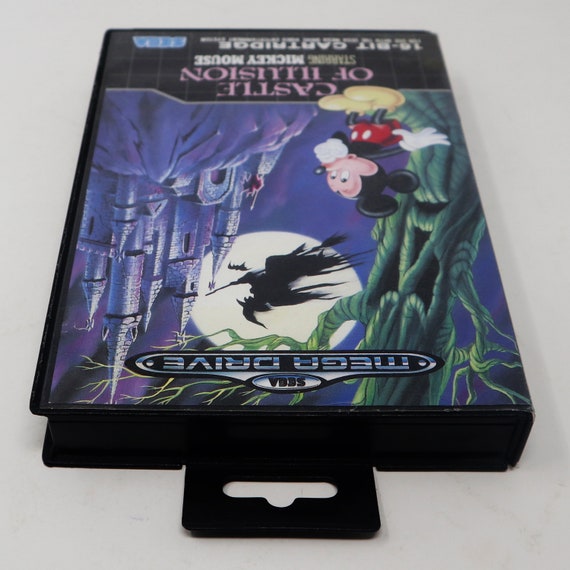 SEGA
MEGA DRIVE
CASTLE
OF ILLUSION
STARRING MICKEY MOUSE
16-BIT CARTRIDGE
SEGA